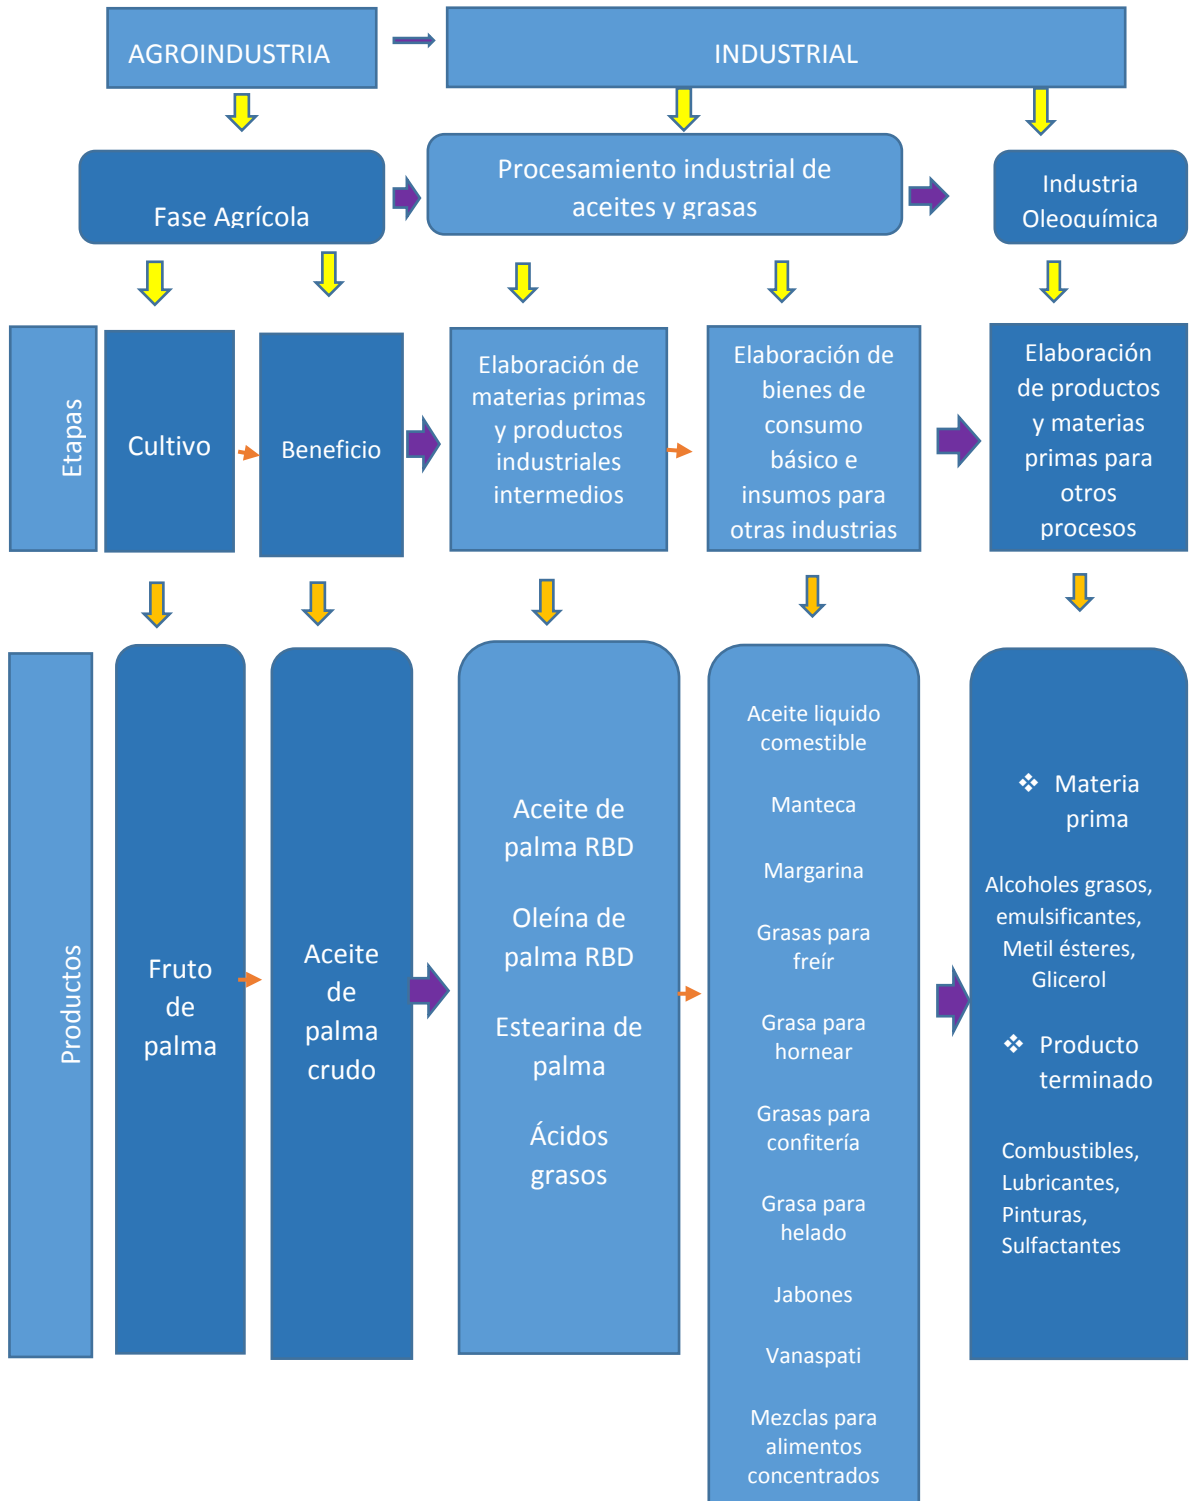 AGROINDUSTRIA
INDUSTRIAL
Fase Agrícola
Procesamiento industrial de
aceites y grasas
Industria
Oleoquímica
Etapas
Cultivo
Beneficio
Elaboración de
materias primas
y productos
industriales
intermedios
Elaboración de
bienes de
consumo
básico e
insumos para
otras industrias
Elaboración
de productos
y materias
primas para
otros
procesos
Productos
Fruto
de
palma
Aceite
de
palma
crudo
Aceite de
palma RBD
Oleína de
palma RBD
Estearina de
palma
Ácidos
grasos
Aceite liquido
comestible
Manteca
Margarina
Grasas para
freír
Grasa para
hornear
Grasas para
confitería
Grasa para
helado
Jabones
Vanaspati
Mezclas para
alimentos
concentrados
❖ Materia
prima
Alcoholes grasos,
emulsificantes,
Metil ésteres,
Glicerol
❖ Producto
terminado
Combustibles,
Lubricantes,
Pinturas,
Sulfactantes